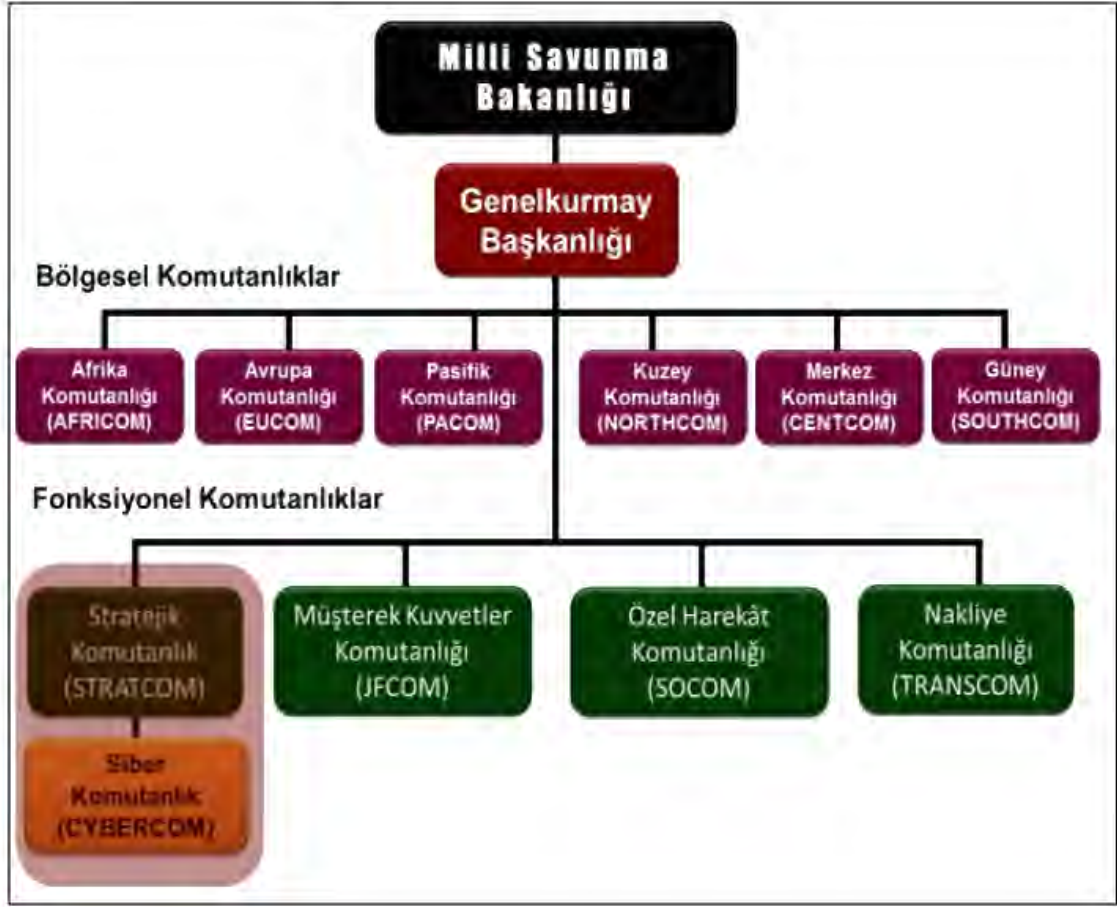 Milli Savunma
Bakanlığı
Genelkurmay
Başkanlığı
Bölgesel Komutanlıklar
Afrika
Komutanlığı
(AFRICOM)
Avrupa
Komutanlığı
(EUCOM)
Pasifik
Komutanlığı
(PACOM)
Kuzey
Komutanlığı
(NORTHCOM)
Merkez
Komutanlığı
(CENTCOM)
Güney
Komutanlığı
(SOUTHCOM)
Fonksiyonel Komutanlıklar
Stratejik
Komutanlık
(STRATCOM)
Müşterek Kuvvetler
Komutanlığı
(JFCOM)
Özel Harekât
Komutanlığı
(SOCOM)
Nakliye
Komutanlığı
(TRANSCOM)
Siber
Komutanlık
(CYBERCOM)